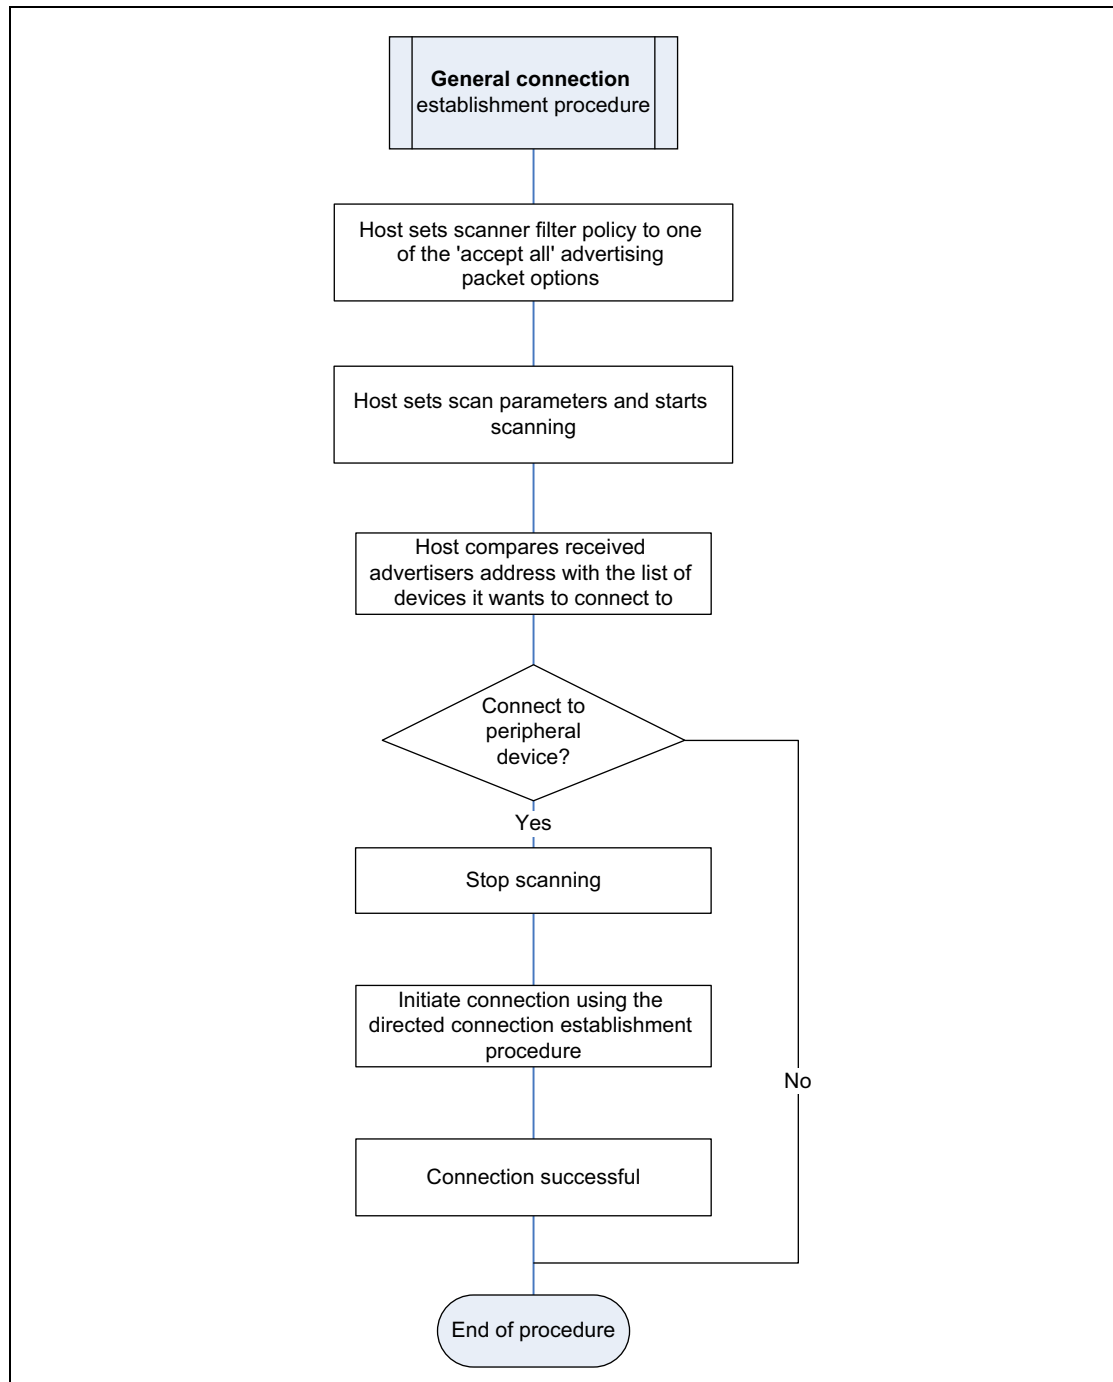 General connection
establishment procedure
Host sets scanner filter policy to one
of the 'accept all' advertising
packet options
Host sets scan parameters and starts
scanning
Host compares received
advertisers address with the list of
devices it wants to connect to
Connect to
peripheral
device?
Yes
Stop scanning
Initiate connection using the
directed connection establishment
procedure
No
Connection successful
End of procedure